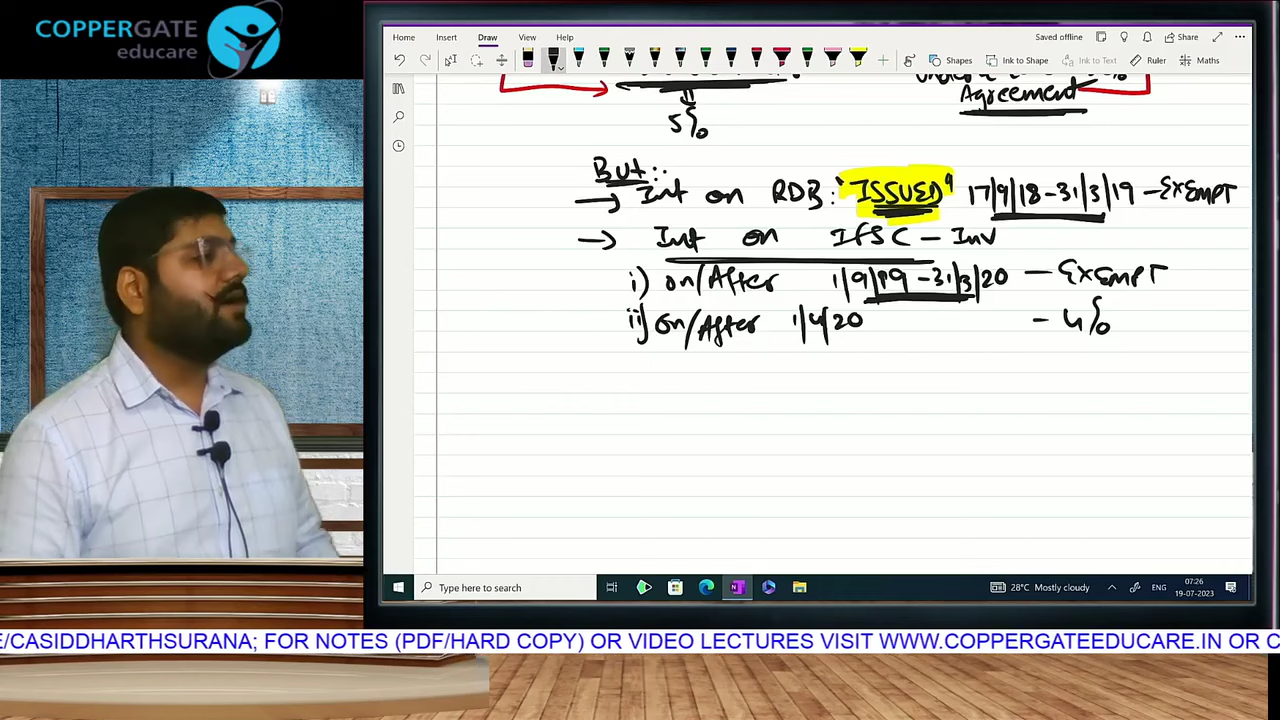 COPPERGATE
educare
Home Insert Draw View Help
Saved offline
Share
Shapes
Ink to Shape
Ink to Text
Ruler
Maths
5%
Agreement
But:
→ Int on RDB: 'ISSUED' 17/9/18 - 31/3/19 - Exempt
→ Int on IFSC - Inv
i) on/After 1/9/19 - 31/3/20 - Exempt
ii) on/After 1/4/20 - 4%
Type here to search
28°C Mostly cloudy
ENG
07:26
19-07-2023
E/CASIDDHARTHSURANA; FOR NOTES (PDF/HARD COPY) OR VIDEO LECTURES VISIT WWW.COPPERGATEEDUCARE.IN OR C